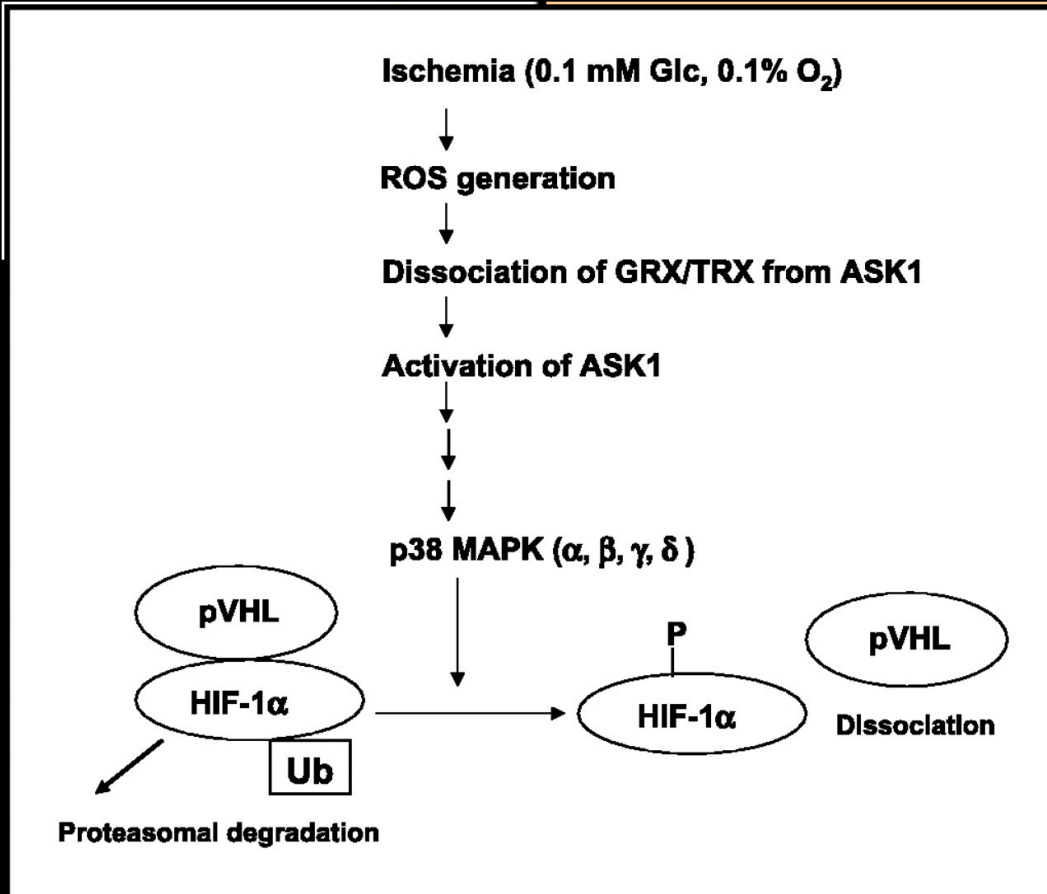 Ischemia (0.1 mM Glc, 0.1% O₂)
ROS generation
Dissociation of GRX/TRX from ASK1
Activation of ASK1
p38 MAPK (α, β, γ, δ )
pVHL
HIF-1α
Ub
Proteasomal degradation
P
HIF-1α
pVHL
Dissociation